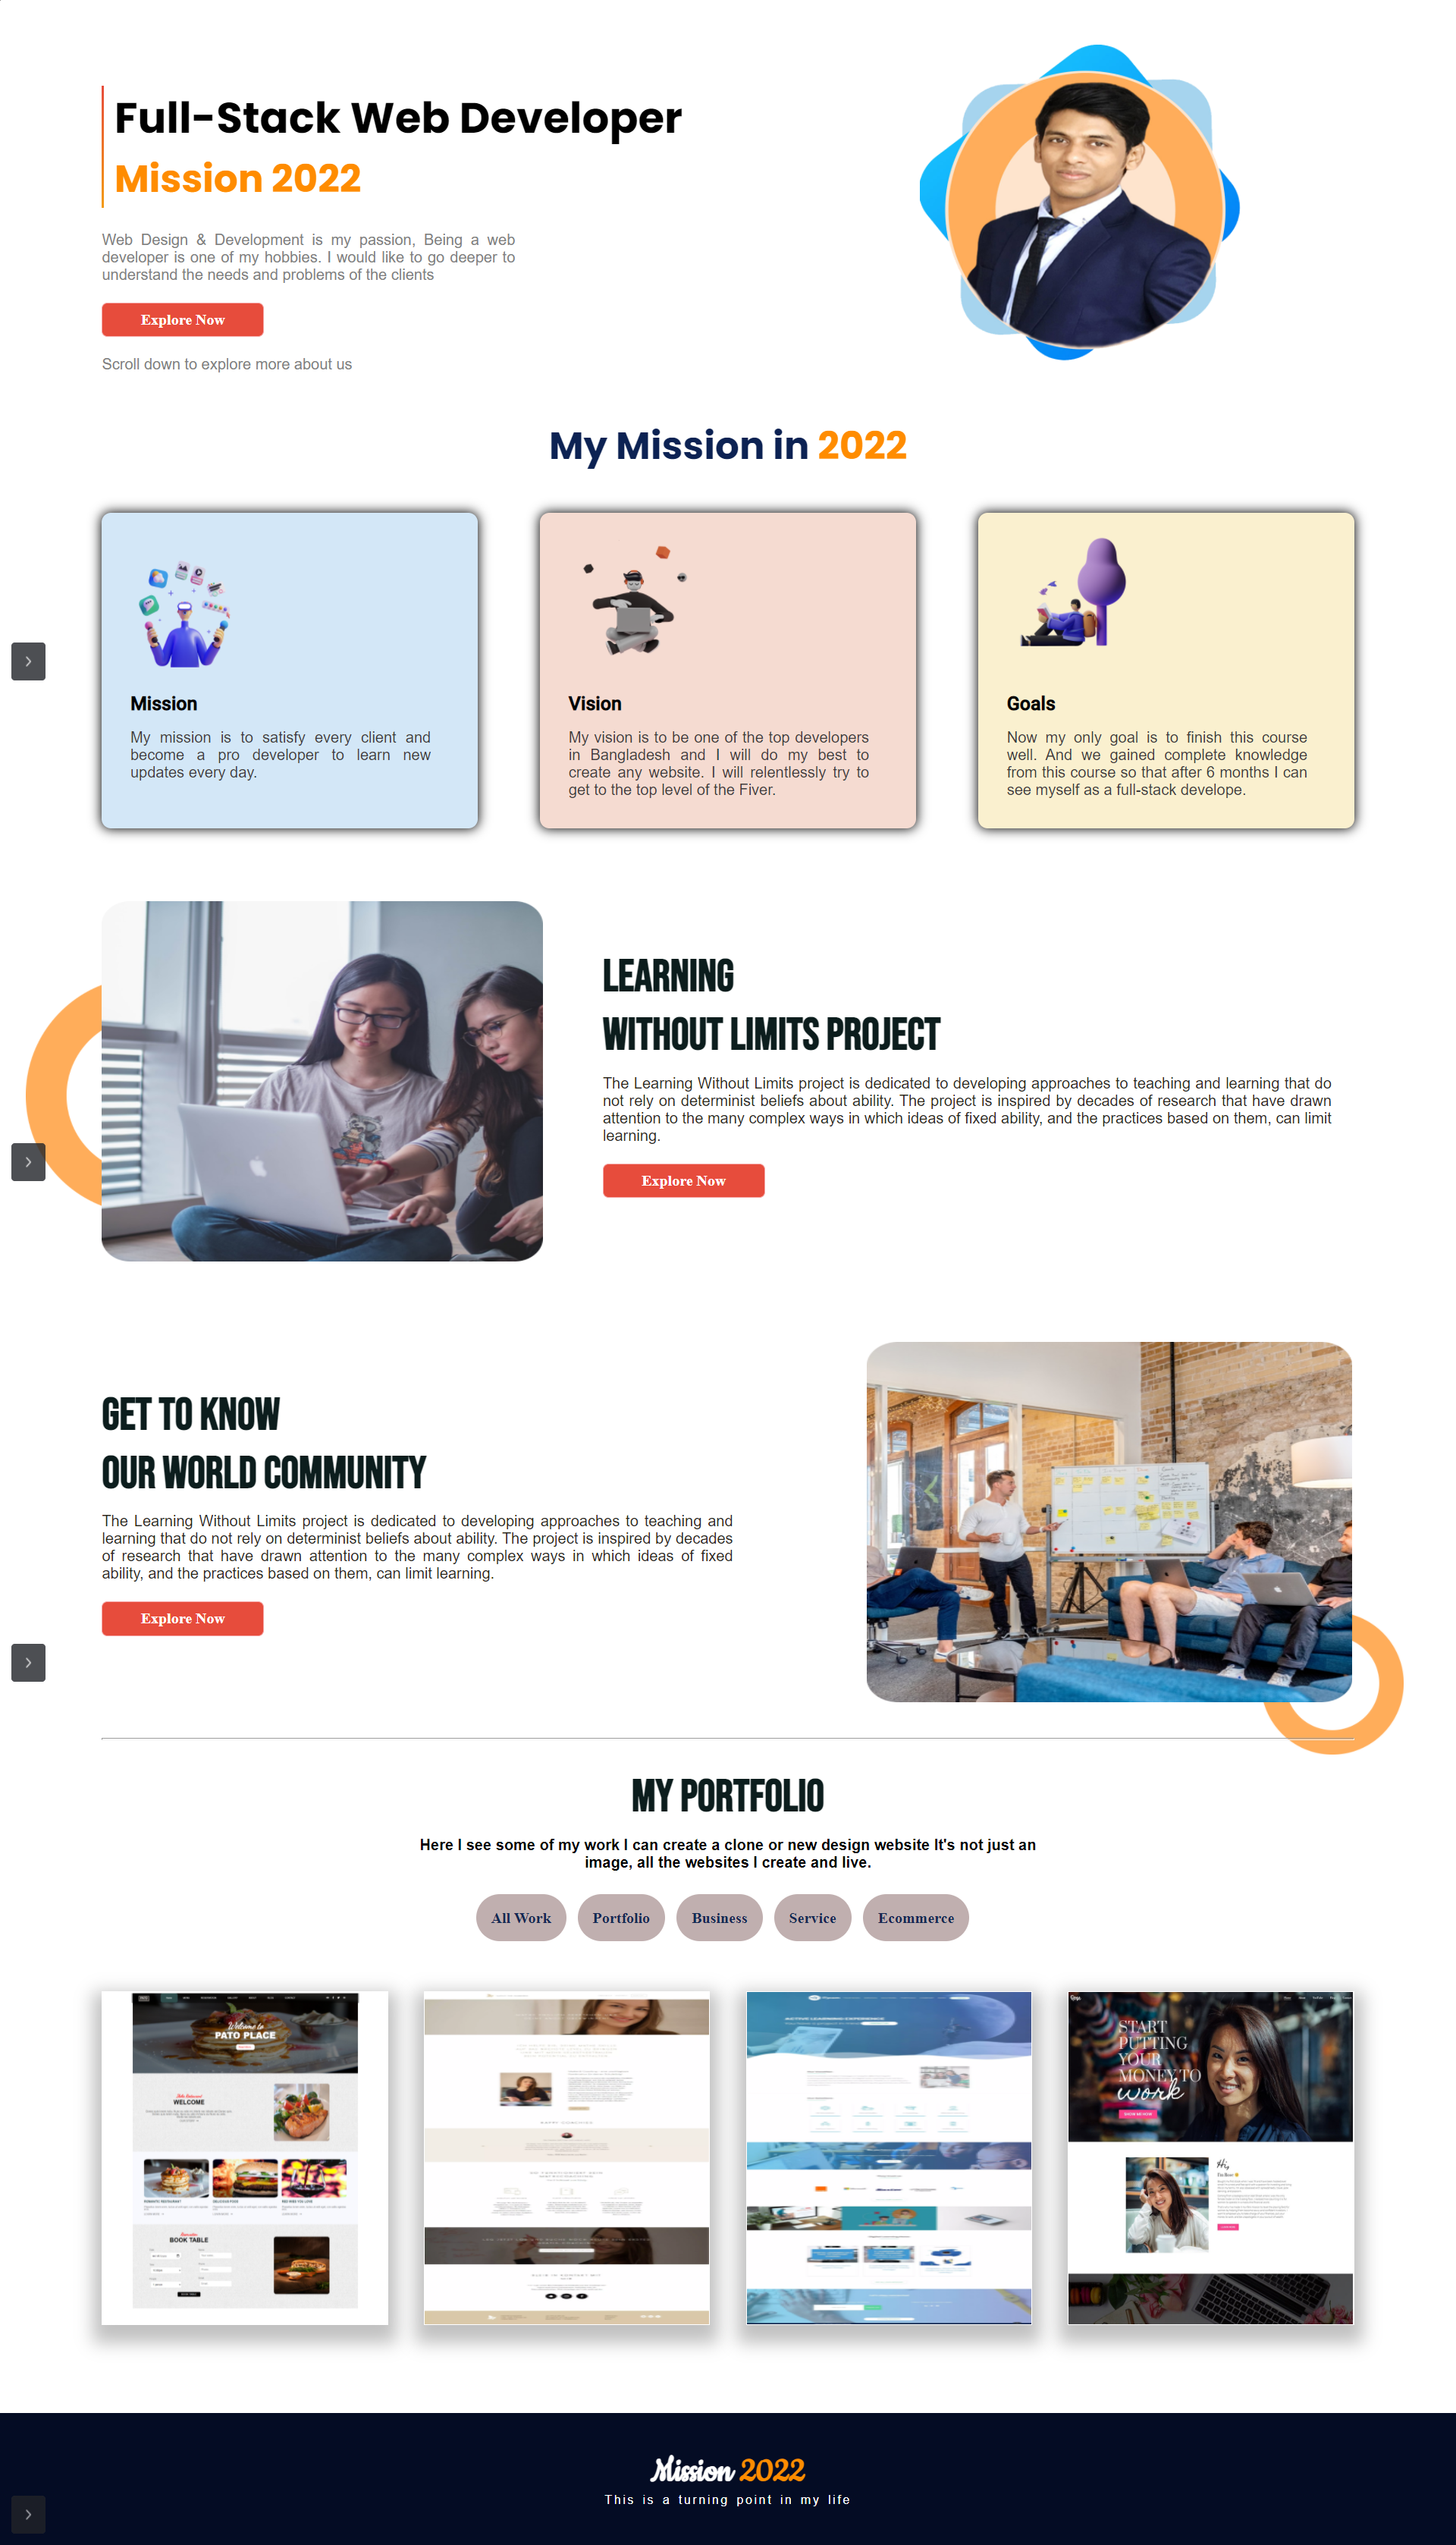 Full-Stack Web Developer
Mission 2022
Web Design & Development is my passion, Being a web
developer is one of my hobbies. I would like to go deeper to
understand the needs and problems of the clients
Explore Now
Scroll down to explore more about us
My Mission in 2022
Mission
My mission is to satisfy every client and
become a pro developer to learn new
updates every day.
Vision
My vision is to be one of the top developers
in Bangladesh and I will do my best to
create any website. I will relentlessly try to
get to the top level of the Fiver.
Goals
Now my only goal is to finish this course
well. And we gained complete knowledge
from this course so that after 6 months I can
see myself as a full-stack develope.
LEARNING
WITHOUT LIMITS PROJECT
The Learning Without Limits project is dedicated to developing approaches to teaching and learning that do
not rely on determinist beliefs about ability. The project is inspired by decades of research that have drawn
attention to the many complex ways in which ideas of fixed ability, and the practices based on them, can limit
learning.
Explore Now
GET TO KNOW
OUR WORLD COMMUNITY
The Learning Without Limits project is dedicated to developing approaches to teaching and
learning that do not rely on determinist beliefs about ability. The project is inspired by decades
of research that have drawn attention to the many complex ways in which ideas of fixed
ability, and the practices based on them, can limit learning.
Explore Now
MY PORTFOLIO
Here I see some of my work I can create a clone or new design website It's not just an
image, all the websites I create and live.
All Work
Portfolio
Business
Service
Ecommerce
Welcome to
PATO PLACE
WELCOME
BOOK TABLE
START
PUTTING
YOUR
MONEY TO
work
Hi,
Mission 2022
This is a turning point in my life